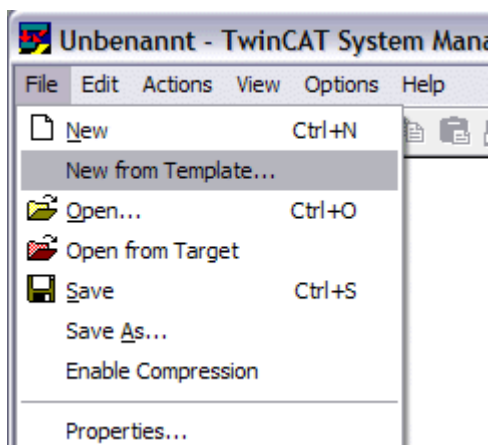 Unbenannt - TwinCAT System
File Edit Actions View Options Help
New Ctrl+N
New from Template...
Open... Ctrl+O
Open from Target
Save Ctrl+S
Save As...
Enable Compression
Properties...